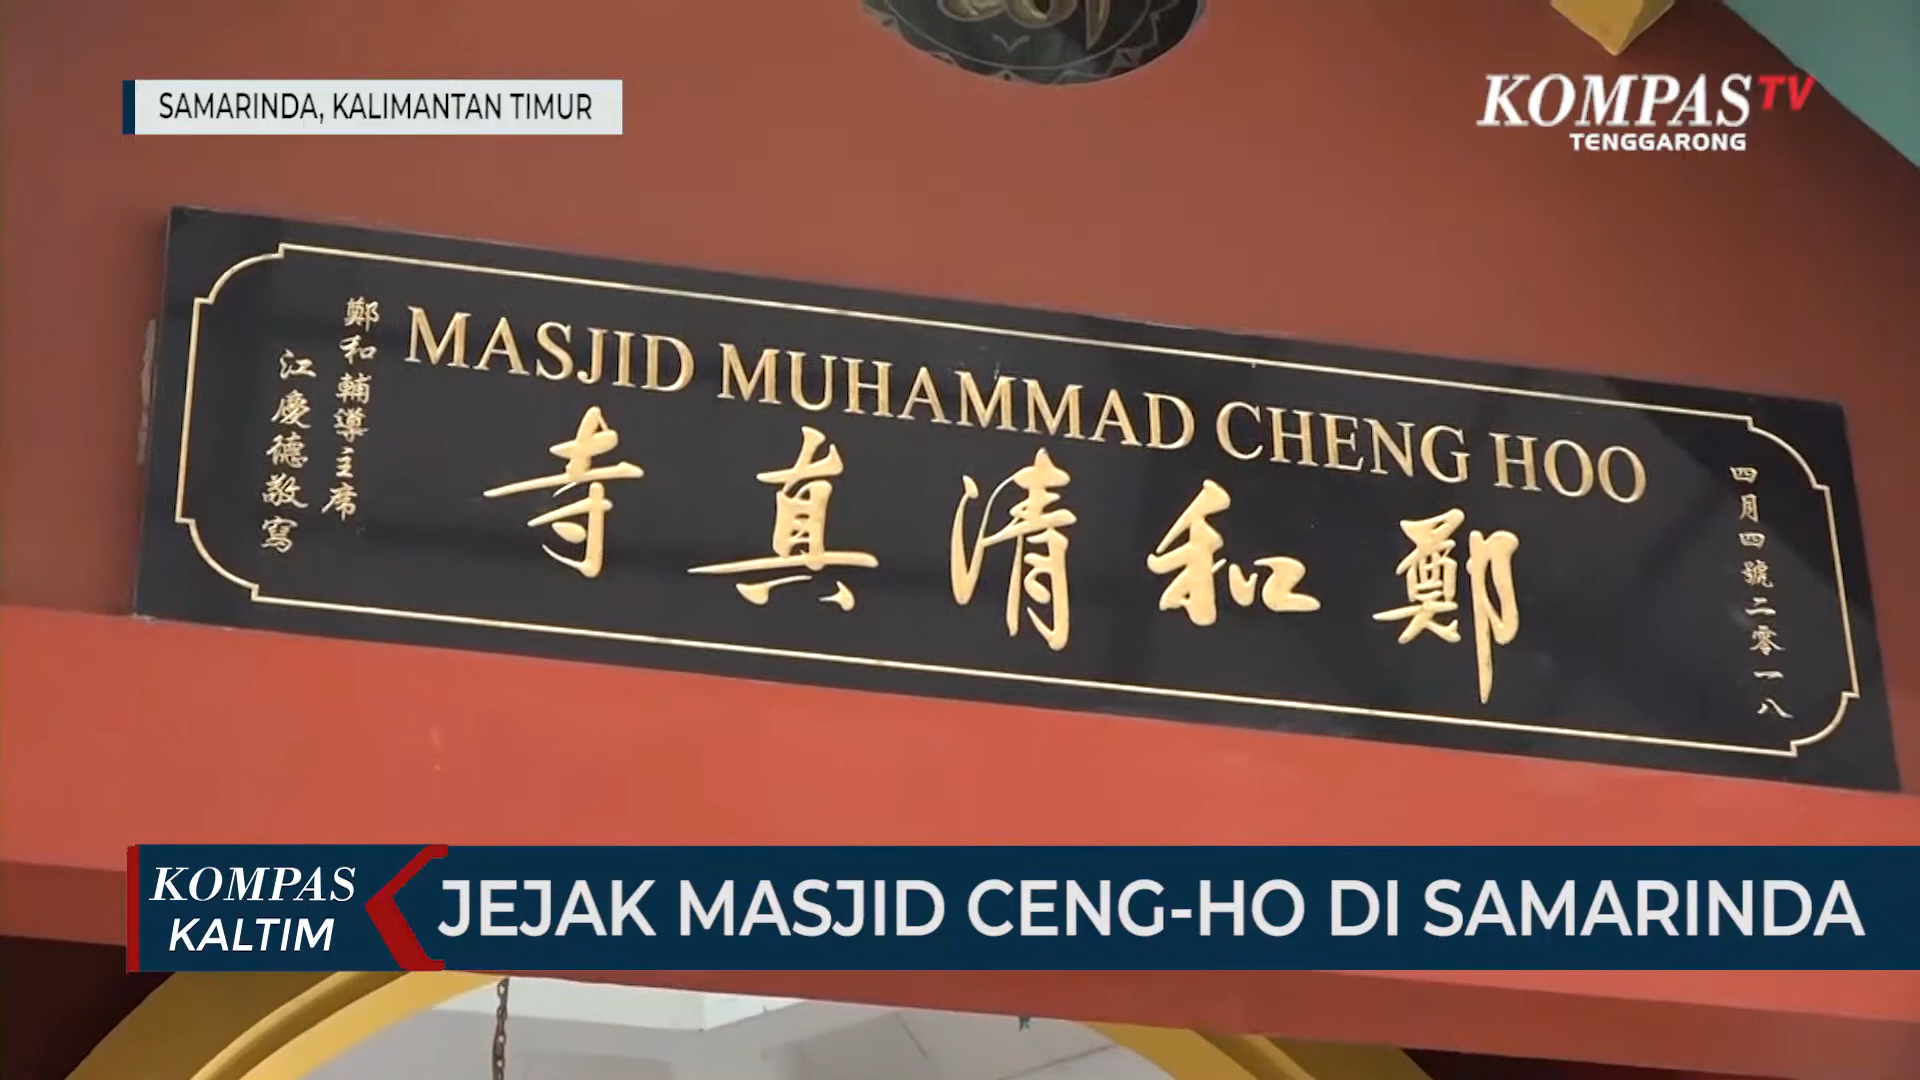 SAMARINDA, KALIMANTAN TIMUR
KOMPAS TV
TENGGARONG
MASJID MUHAMMAD CHENG HOO
鄭和清真寺
四月四號二零一八
鄭和輔導主席
江慶德敬寫
KOMPAS
KALTIM
JEJAK MASJID CENG-HO DI SAMARINDA